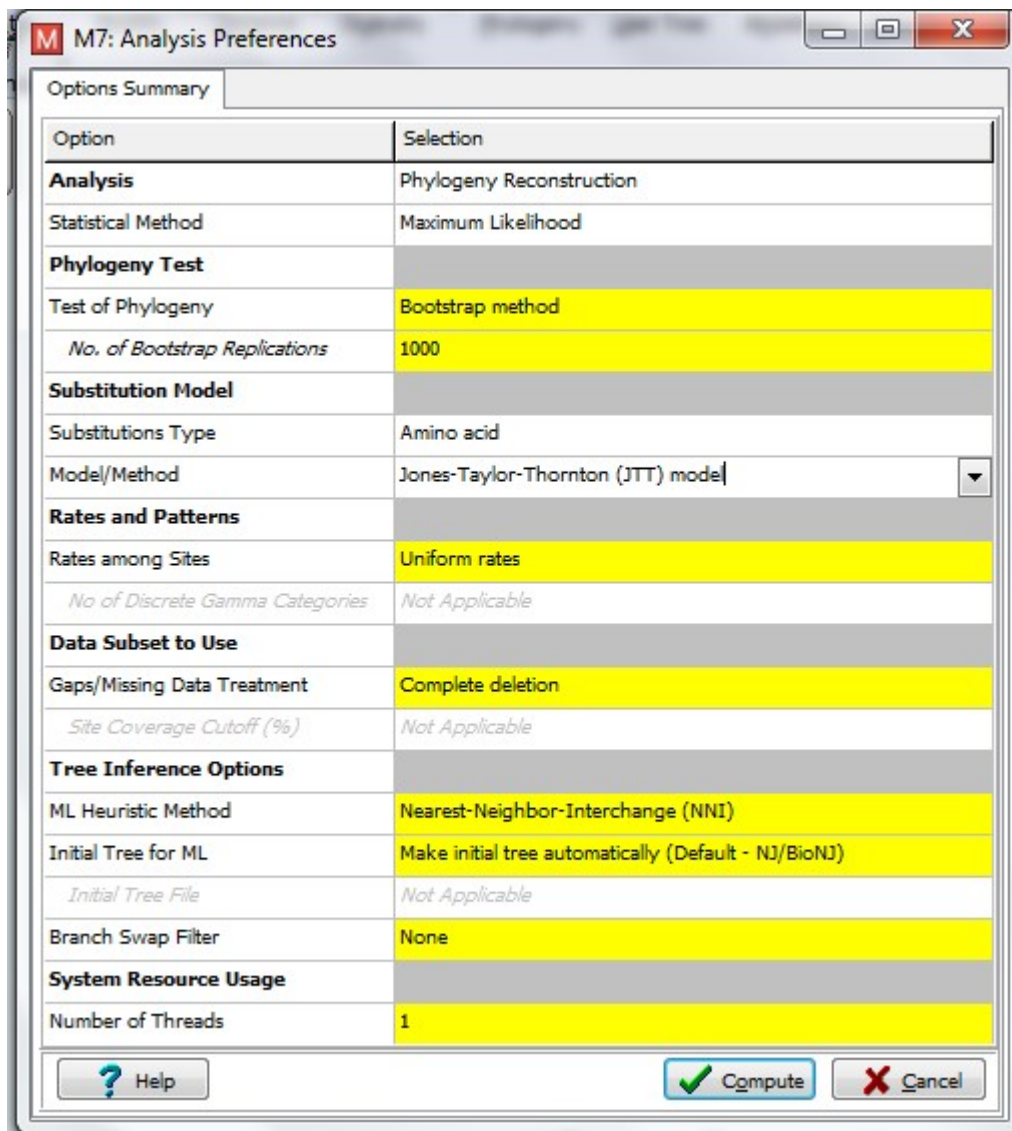 M M7: Analysis Preferences
Options Summary
Option Selection
Analysis Phylogeny Reconstruction
Statistical Method Maximum Likelihood
Phylogeny Test
Test of Phylogeny Bootstrap method
No. of Bootstrap Replications 1000
Substitution Model
Substitutions Type Amino acid
Model/Method Jones-Taylor-Thornton (JTT) model
Rates and Patterns
Rates among Sites Uniform rates
No of Discrete Gamma Categories Not Applicable
Data Subset to Use
Gaps/Missing Data Treatment Complete deletion
Site Coverage Cutoff (%) Not Applicable
Tree Inference Options
ML Heuristic Method Nearest-Neighbor-Interchange (NNI)
Initial Tree for ML Make initial tree automatically (Default - NJ/BioNJ)
Initial Tree File Not Applicable
Branch Swap Filter None
System Resource Usage
Number of Threads 1
? Help Compute Cancel